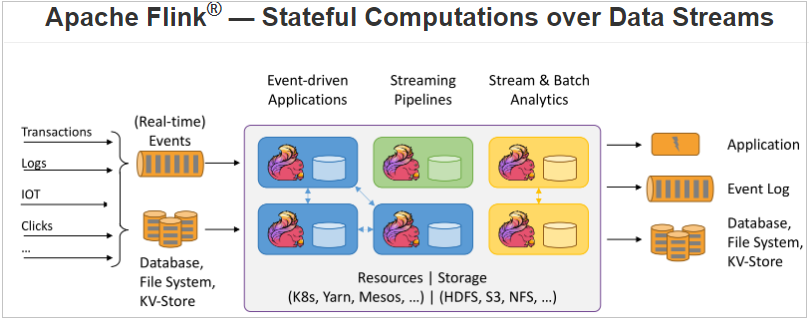 Apache Flink® — Stateful Computations over Data Streams
Event-driven
Applications
Streaming
Pipelines
Stream & Batch
Analytics
(Real-time)
Events
Transactions
Logs
IOT
Clicks
...
Database,
File System,
KV-Store
Resources | Storage
(K8s, Yarn, Mesos, ...) | (HDFS, S3, NFS, ...)
Application
Event Log
Database,
File System,
KV-Store